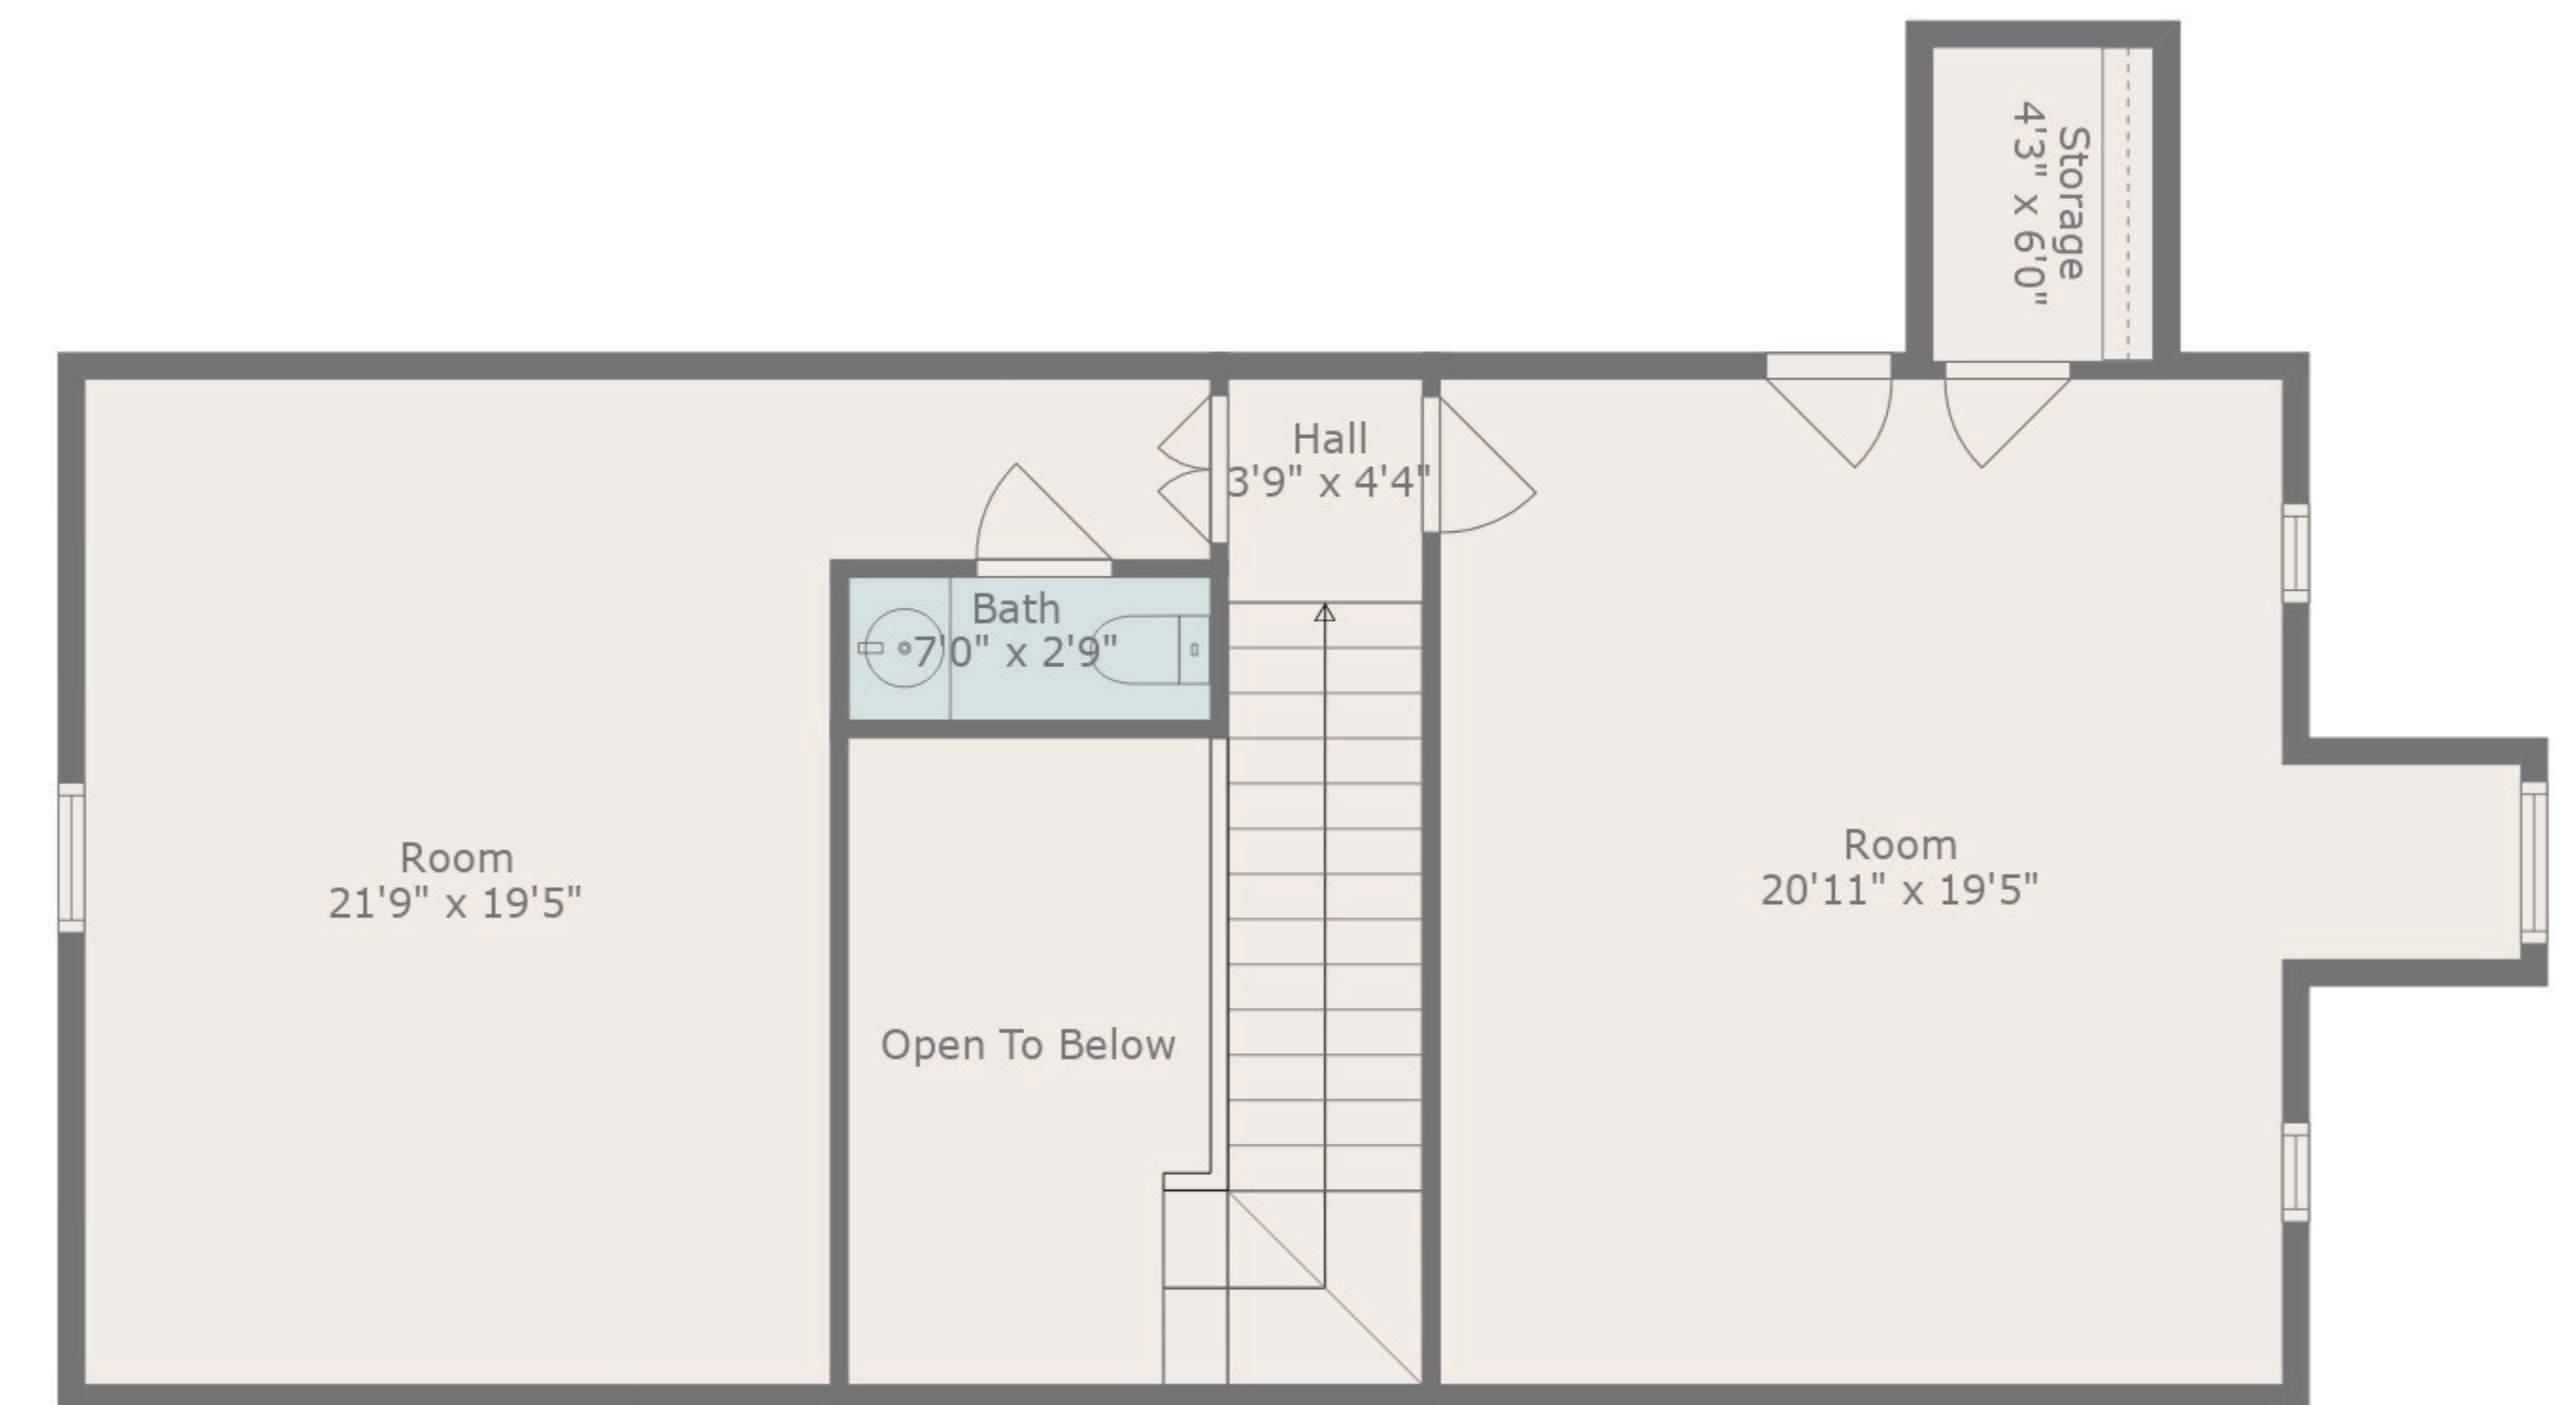 Storage
4'3" x 6'0"
Hall
3'9" x 4'4"
Bath
7'0" x 2'9"
Room
21'9" x 19'5"
Room
20'11" x 19'5"
Open To Below